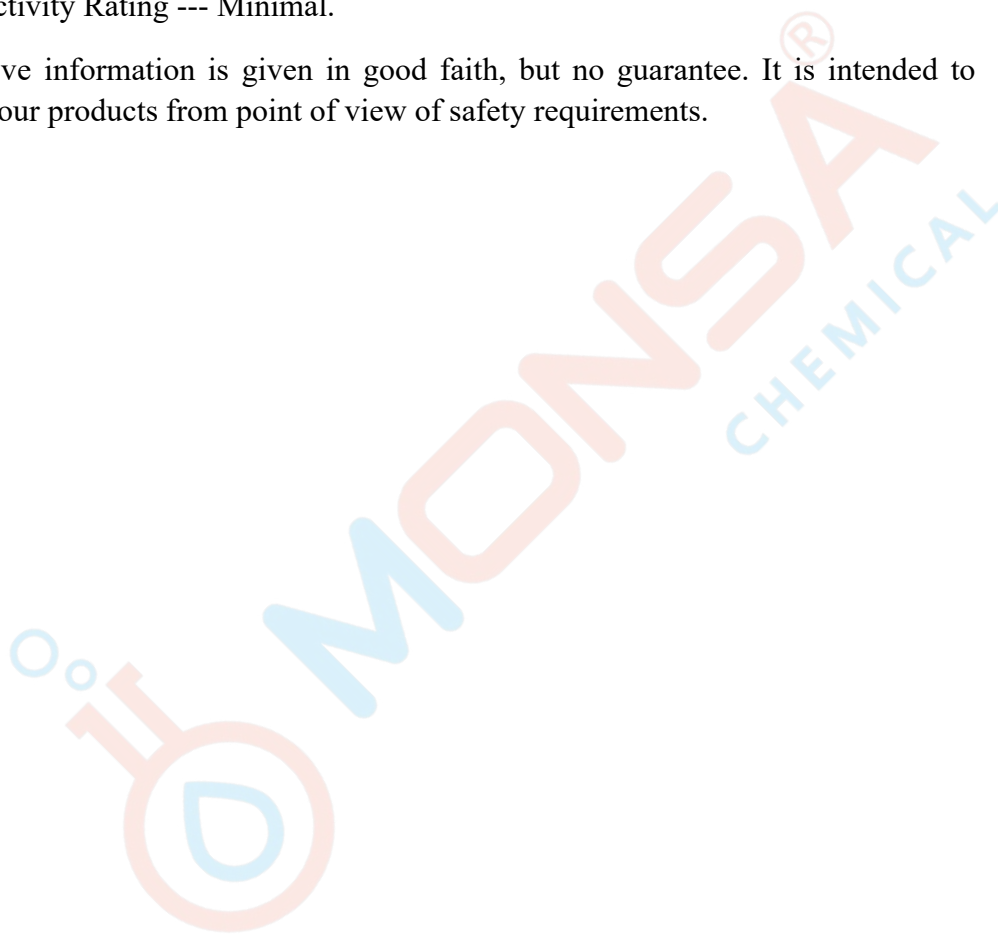 ctivity Rating --- Minimal.
ve information is given in good faith, but no guarantee. It is intended to
our products from point of view of safety requirements.
MONSA®
CHEMICAL